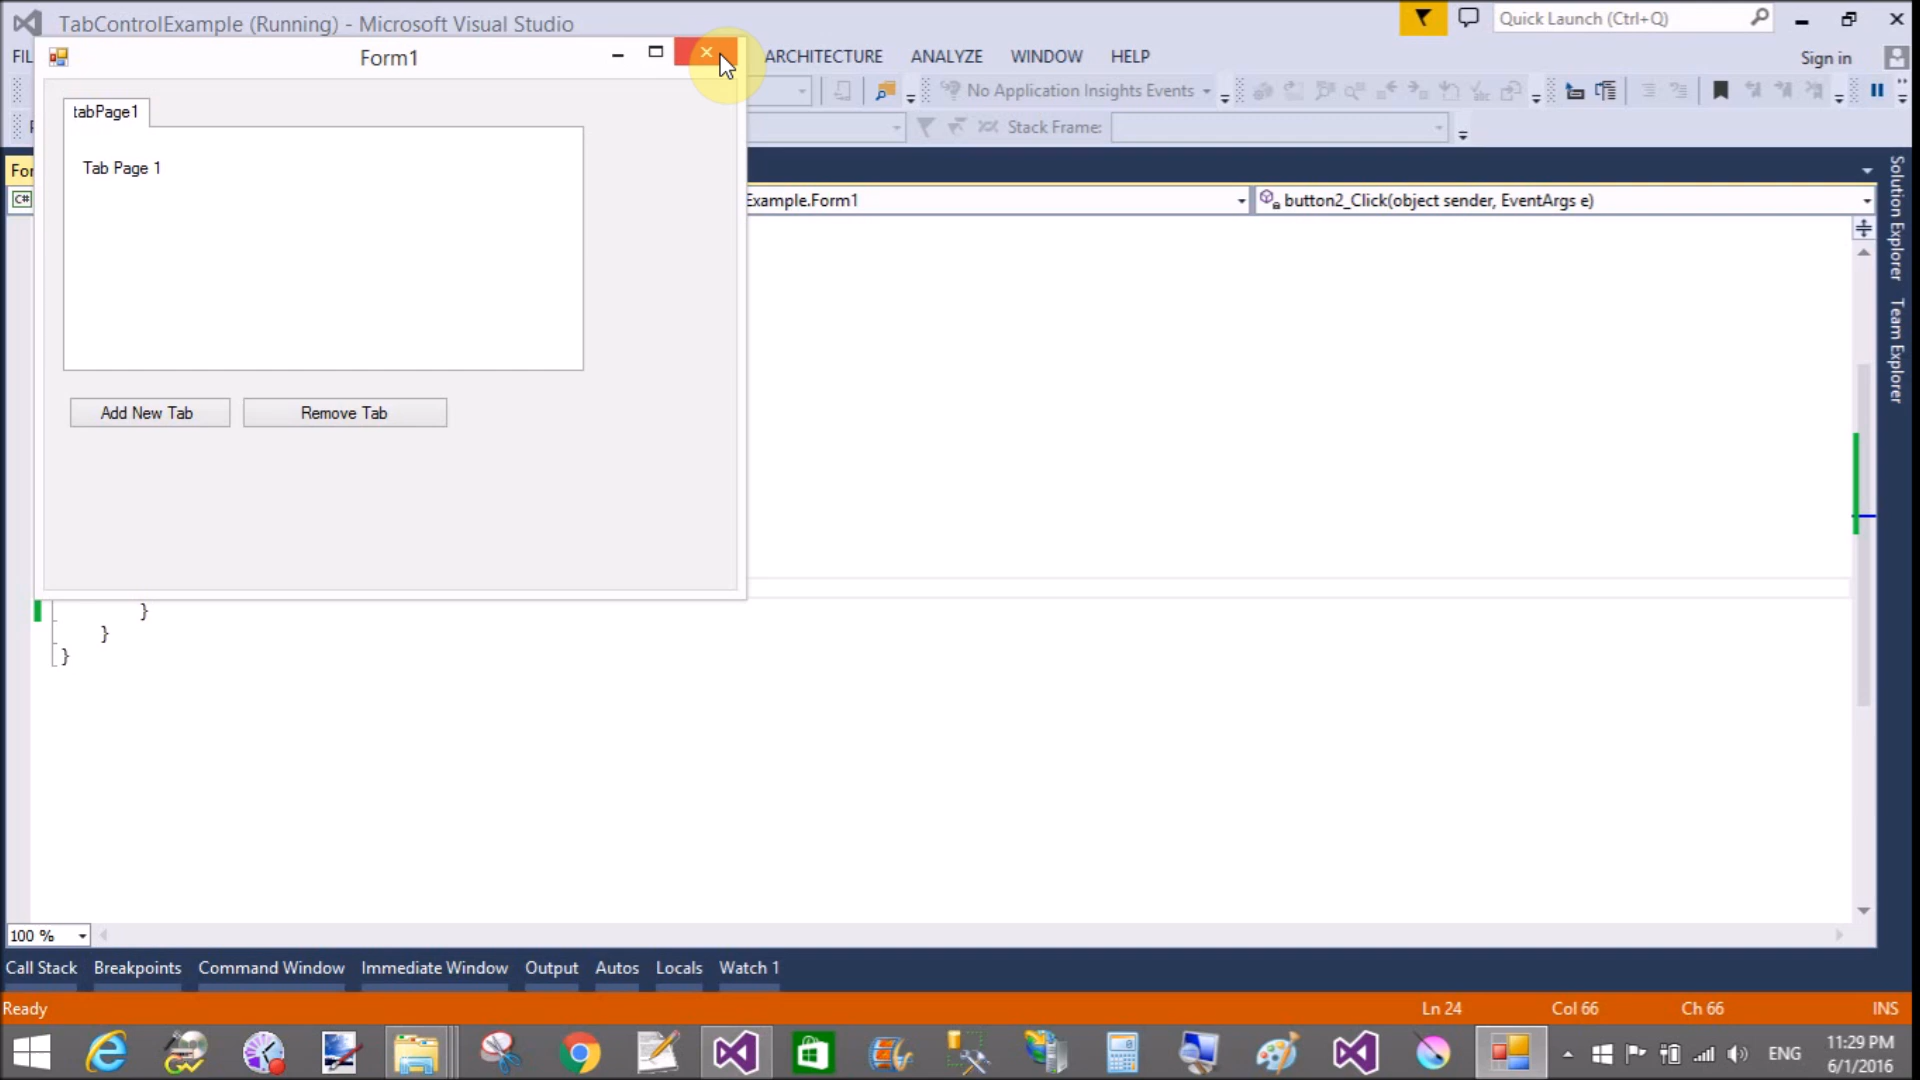 TabControlExample (Running) - Microsoft Visual Studio
Quick Launch (Ctrl+Q)
FIL
ARCHITECTURE ANALYZE WINDOW HELP
Sign in
Form1
No Application Insights Events
Stack Frame:
tabPage1
Tab Page 1
For
C#
Example.Form1
button2_Click(object sender, EventArgs e)
Solution Explorer
Team Explorer
Add New Tab Remove Tab
}
}
}
100 %
Call Stack Breakpoints Command Window Immediate Window Output Autos Locals Watch 1
Ready
Ln 24 Col 66 Ch 66 INS
ENG
11:29 PM
6/1/2016